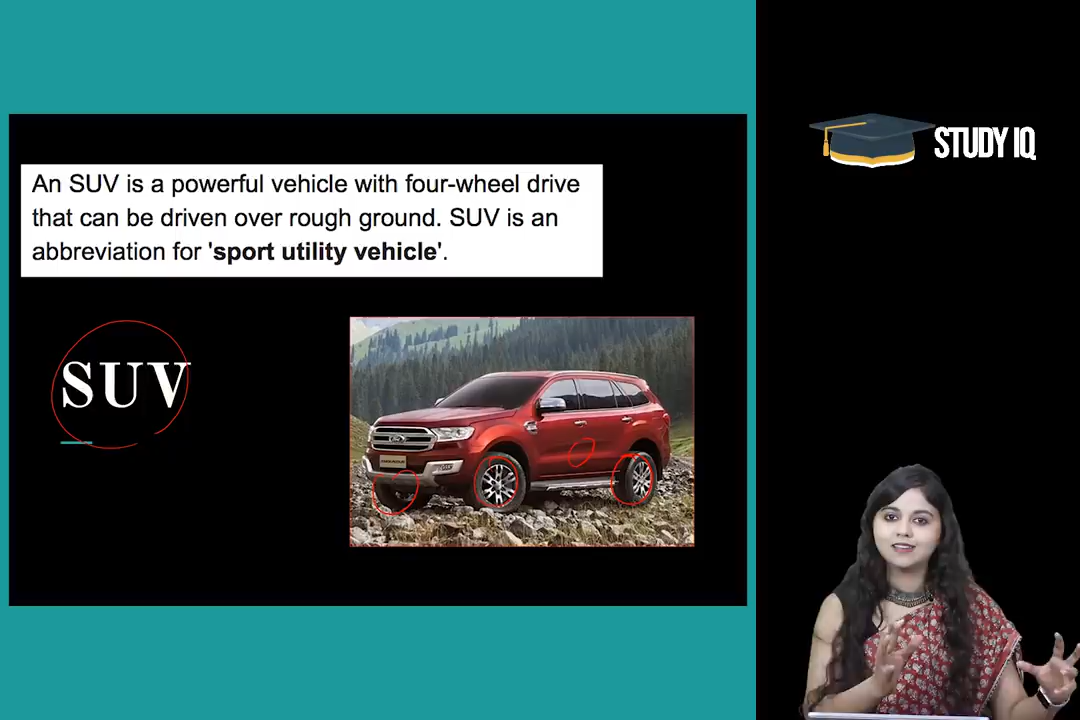 An SUV is a powerful vehicle with four-wheel drive
that can be driven over rough ground. SUV is an
abbreviation for 'sport utility vehicle'.
SUV
STUDY IQ